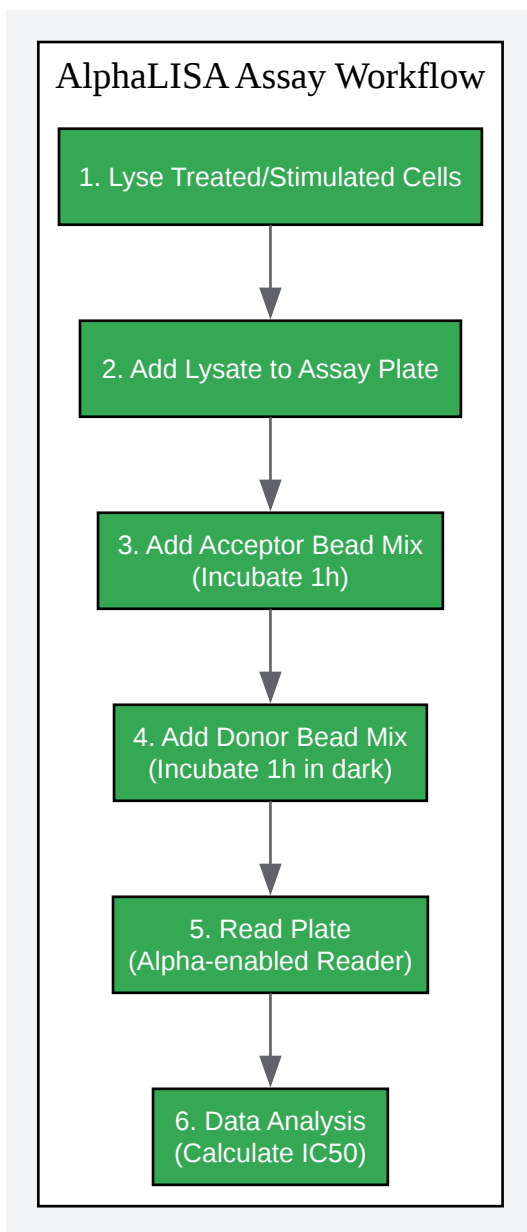 AlphaLISA Assay Workflow
1. Lyse Treated/Stimulated Cells
2. Add Lysate to Assay Plate
3. Add Acceptor Bead Mix
(Incubate 1h)
4. Add Donor Bead Mix
(Incubate 1h in dark)
5. Read Plate
(Alpha-enabled Reader)
6. Data Analysis
(Calculate IC50)